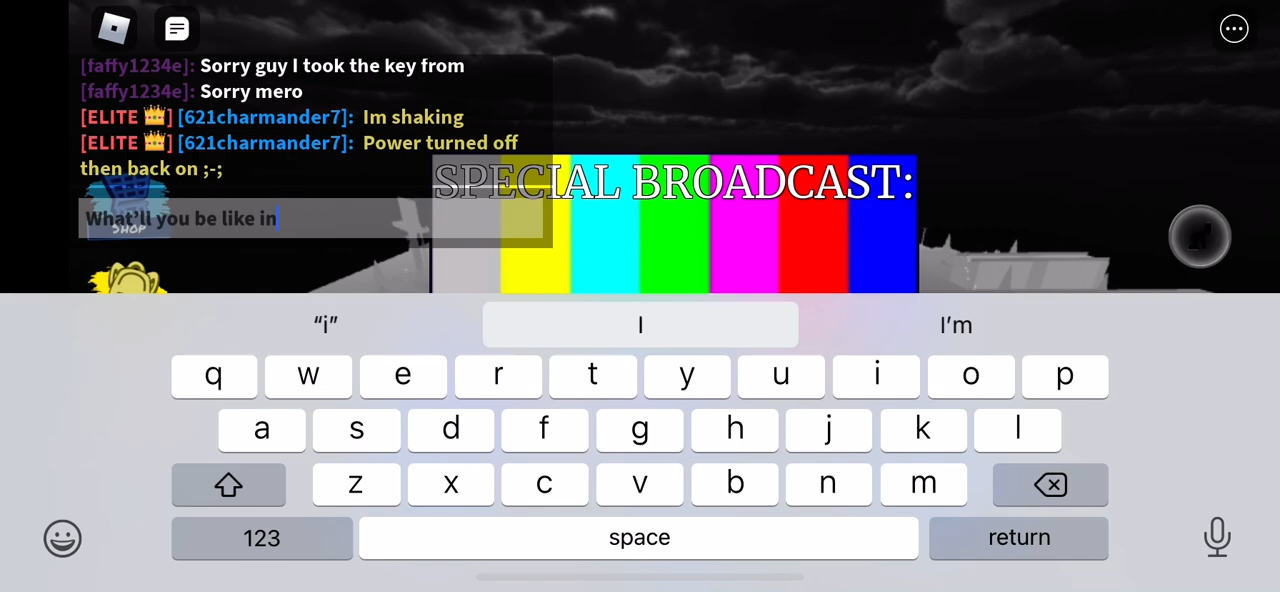 [faffy1234e]: Sorry guy I took the key from
[faffy1234e]: Sorry mero
[ELITE 👑] [621charmander7]: Im shaking
[ELITE 👑] [621charmander7]: Power turned off
then back on ;-;
SPECIAL BROADCAST:
What’ll you be like in
SHOP
“i” I I’m
q w e r t y u i o p
a s d f g h j k l
z x c v b n m
123 space return